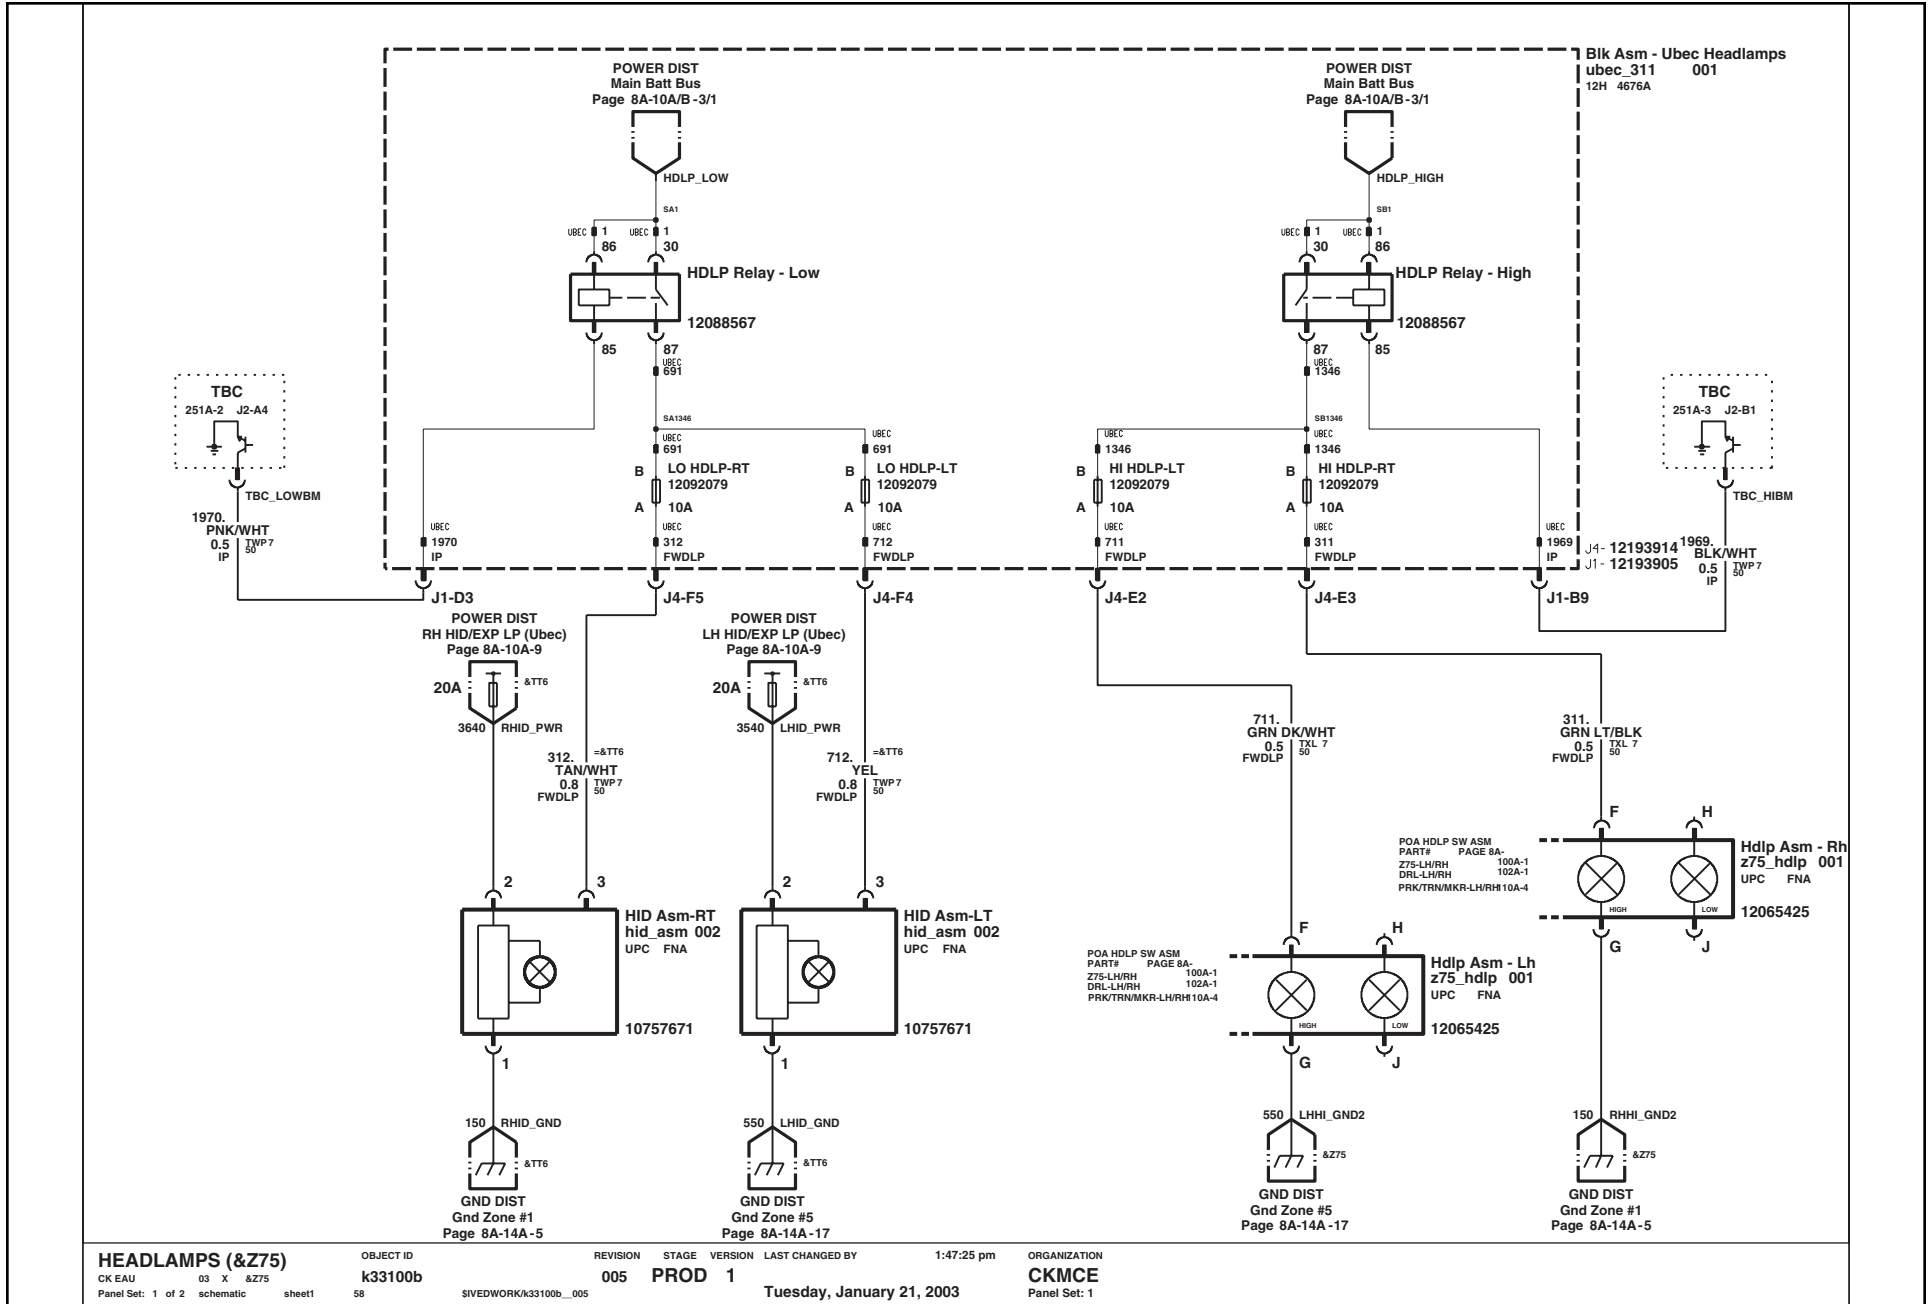 Blk Asm - Ubec Headlamps
ubec_311 001
12H 4676A
POWER DIST
Main Batt Bus
Page 8A-10A/B-3/1
HDLP_LOW
SA1
UBEC 1
86
UBEC 1
30
HDLP Relay - Low
12088567
85
87
UBEC
691
SA1346
POWER DIST
Main Batt Bus
Page 8A-10A/B-3/1
HDLP_HIGH
SB1
UBEC 1
30
UBEC 1
86
HDLP Relay - High
12088567
87
85
UBEC
1346
SB1346
TBC
251A-2 J2-A4
TBC_LOWBM
1970.
PNK/WHT
0.5 TWP 7
IP 50
UBEC
1970
IP
J1-D3
UBEC
691
B LO HDLP-RT
12092079
A 10A
UBEC
312
FWDLP
J4-F5
UBEC
691
B LO HDLP-LT
12092079
A 10A
UBEC
712
FWDLP
J4-F4
UBEC
1346
B HI HDLP-LT
12092079
A 10A
UBEC
711
FWDLP
J4-E2
UBEC
1346
B HI HDLP-RT
12092079
A 10A
UBEC
311
FWDLP
J4-E3
UBEC
1969
IP
J1-B9
J4- 12193914
J1- 12193905
TBC
251A-3 J2-B1
TBC_HIBM
1969.
BLK/WHT
0.5 TWP 7
IP 50
POWER DIST
RH HID/EXP LP (Ubec)
Page 8A-10A-9
20A
&TT6
3640 RHID_PWR
312. =&TT6
TAN/WHT
0.8 TWP 7
FWDLP 50
POWER DIST
LH HID/EXP LP (Ubec)
Page 8A-10A-9
20A
&TT6
3540 LHID_PWR
712. =&TT6
YEL
0.8 TWP 7
FWDLP 50
711.
GRN DK/WHT
0.5 TXL 7
FWDLP 50
311.
GRN LT/BLK
0.5 TXL 7
FWDLP 50
2
3
HID Asm-RT
hid_asm 002
UPC FNA
10757671
1
2
3
HID Asm-LT
hid_asm 002
UPC FNA
10757671
1
POA HDLP SW ASM
PART# PAGE 8A-
Z75-LH/RH 100A-1
DRL-LH/RH 102A-1
PRK/TRN/MKR-LH/RH110A-4
F
H
HIGH
LOW
Hdlp Asm - Rh
z75_hdlp 001
UPC FNA
12065425
G
J
POA HDLP SW ASM
PART# PAGE 8A-
Z75-LH/RH 100A-1
DRL-LH/RH 102A-1
PRK/TRN/MKR-LH/RH110A-4
F
H
HIGH
LOW
Hdlp Asm - Lh
z75_hdlp 001
UPC FNA
12065425
G
J
150 RHID_GND
&TT6
GND DIST
Gnd Zone #1
Page 8A-14A-5
550 LHID_GND
&TT6
GND DIST
Gnd Zone #5
Page 8A-14A-17
550 LHHI_GND2
&Z75
GND DIST
Gnd Zone #5
Page 8A-14A-17
150 RHHI_GND2
&Z75
GND DIST
Gnd Zone #1
Page 8A-14A-5
HEADLAMPS (&Z75)
CK EAU 03 X &Z75
Panel Set: 1 of 2 schematic sheet1
OBJECT ID
k33100b
58
REVISION STAGE VERSION LAST CHANGED BY 1:47:25 pm
005 PROD 1
$IVEDWORK/k33100b__005
Tuesday, January 21, 2003
ORGANIZATION
CKMCE
Panel Set: 1